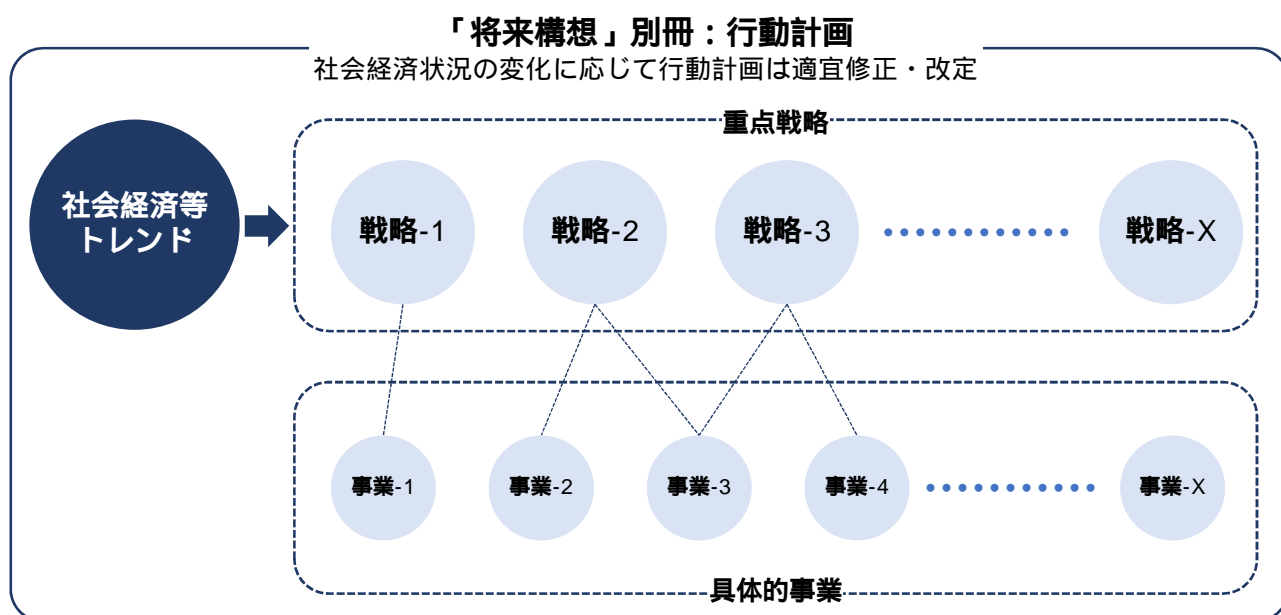 「将来構想」別冊：行動計画
社会経済状況の変化に応じて行動計画は適宜修正・改定
重点戦略
社会経済等
トレンド
戦略-1
戦略-2
戦略-3
戦略-X
事業-1
事業-2
事業-3
事業-4
事業-X
具体的事業